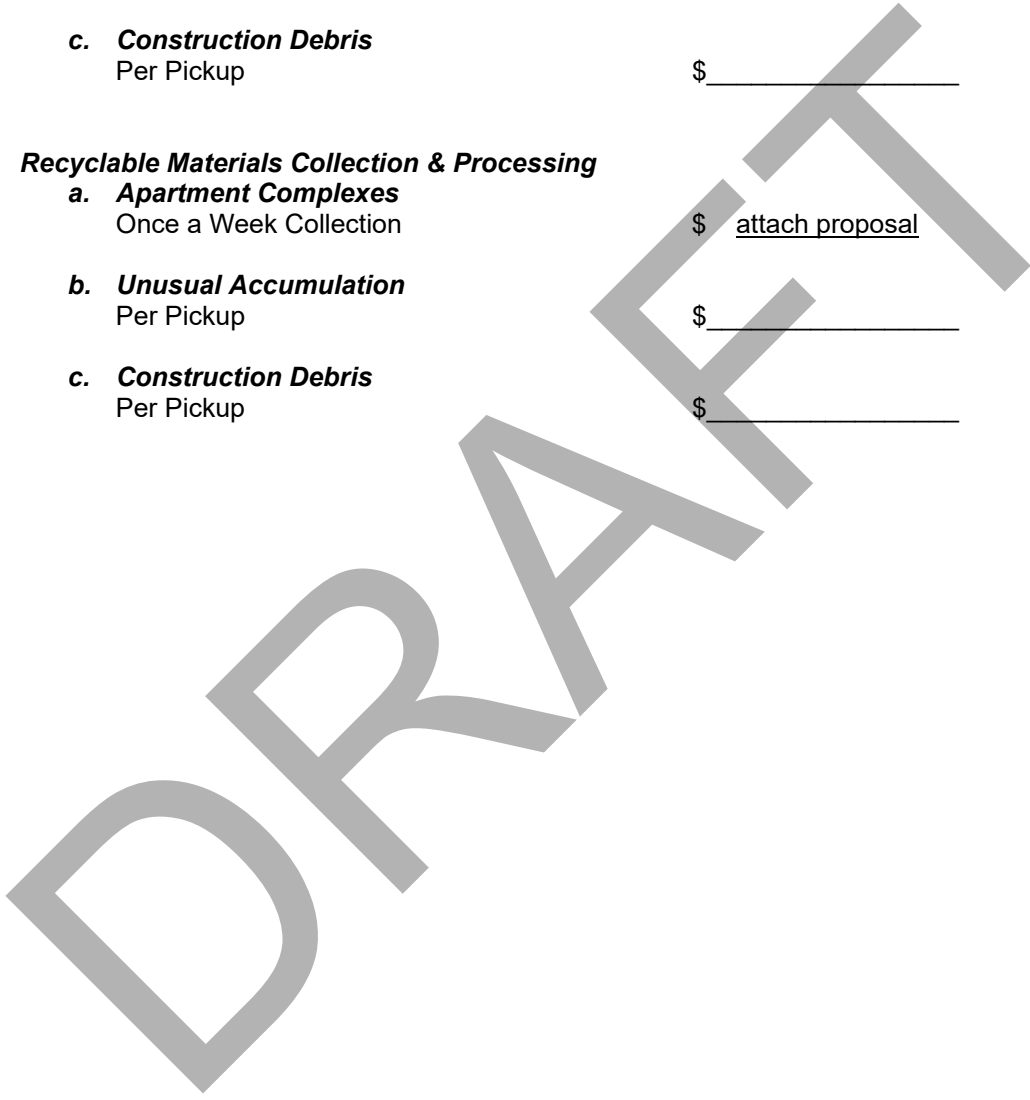 c. Construction Debris
Per Pickup $__________________
Recyclable Materials Collection & Processing
a. Apartment Complexes
Once a Week Collection $ attach proposal
b. Unusual Accumulation
Per Pickup $__________________
c. Construction Debris
Per Pickup $__________________
DRAFT